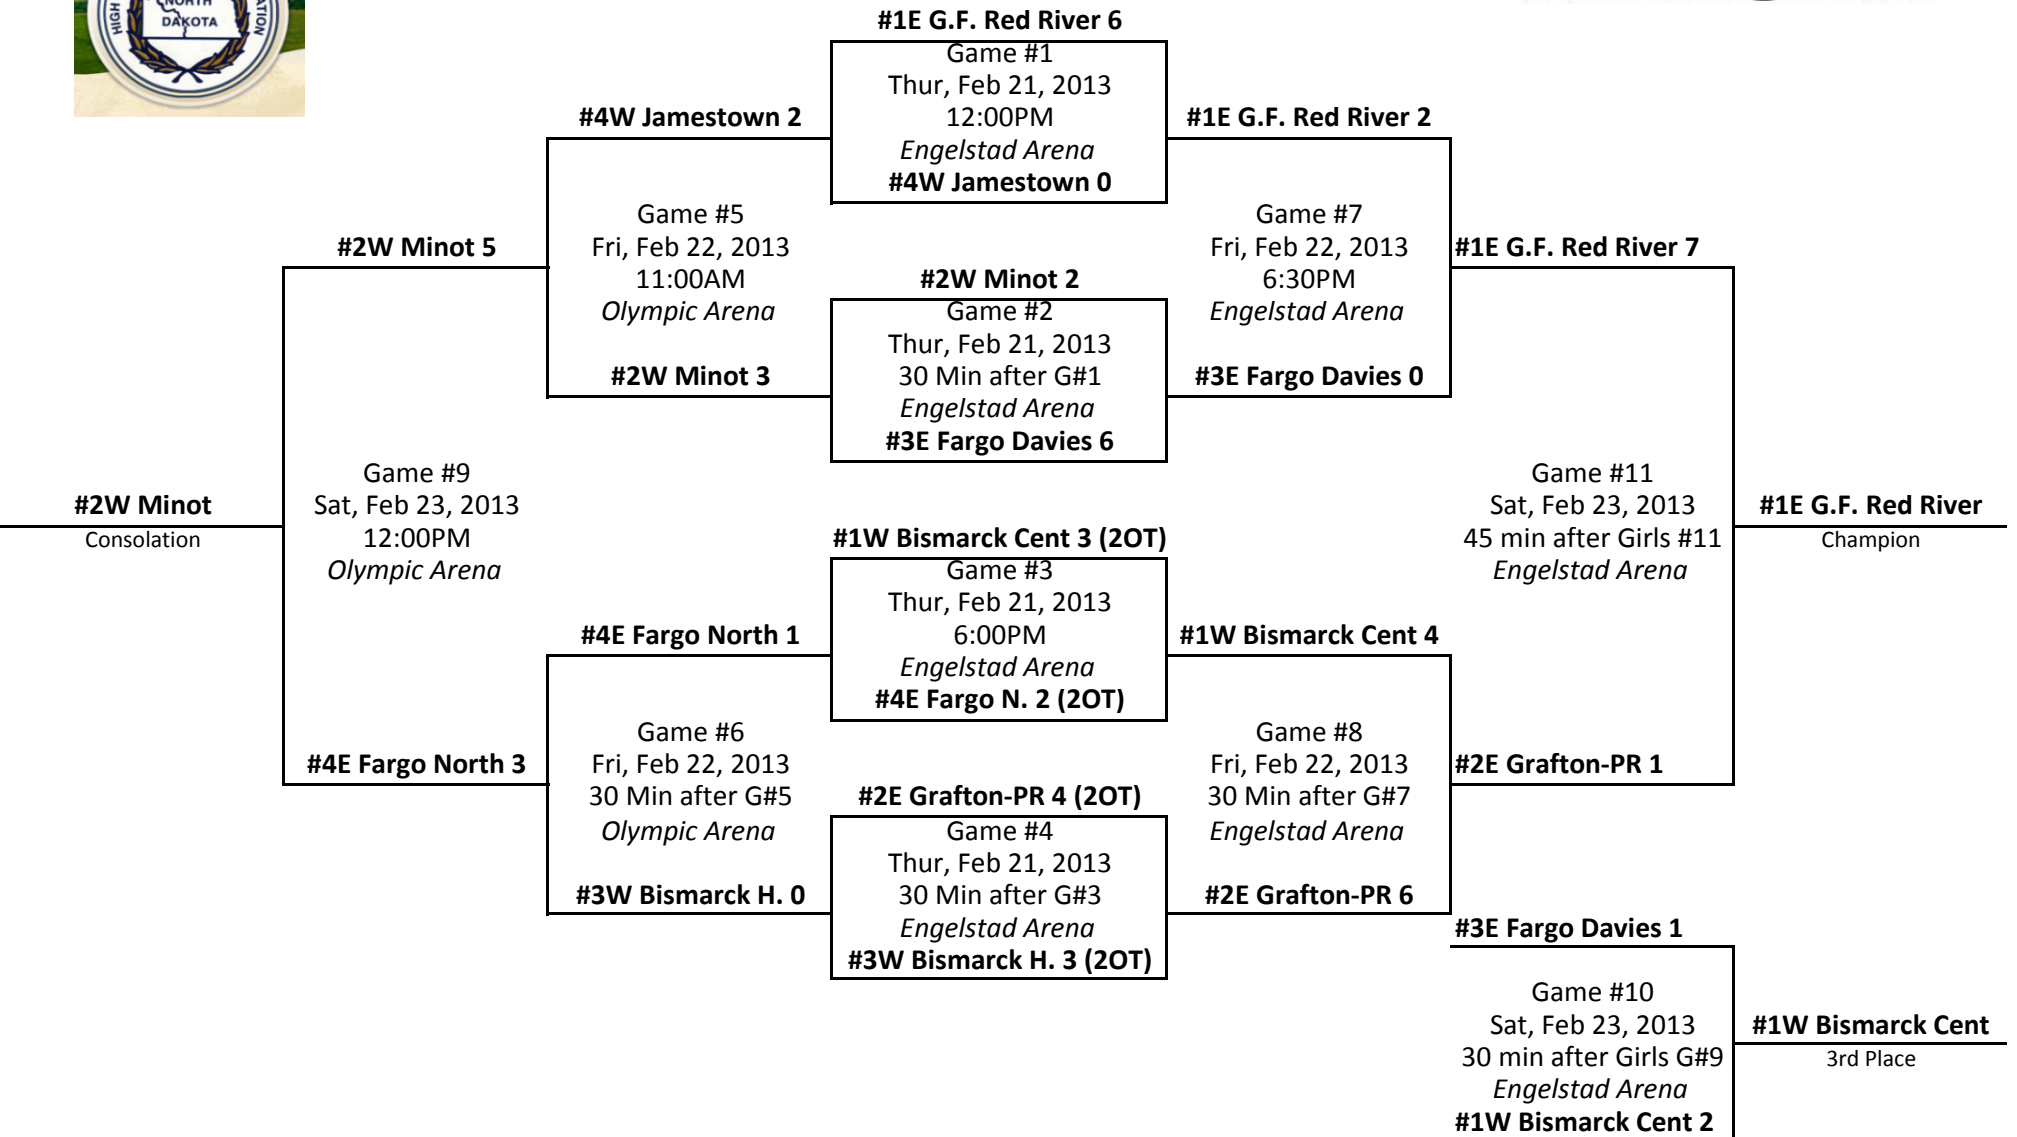 HIGH
NORTH
DAKOTA
#1E G.F. Red River 6
Game #1
Thur, Feb 21, 2013
12:00PM
Engelstad Arena
#4W Jamestown 0
#4W Jamestown 2
#1E G.F. Red River 2
Game #5
Fri, Feb 22, 2013
11:00AM
Olympic Arena
Game #7
Fri, Feb 22, 2013
6:30PM
Engelstad Arena
#2W Minot 5
#1E G.F. Red River 7
#2W Minot 2
Game #2
Thur, Feb 21, 2013
30 Min after G#1
Engelstad Arena
#3E Fargo Davies 6
#2W Minot 3
#3E Fargo Davies 0
Game #9
Sat, Feb 23, 2013
12:00PM
Olympic Arena
#2W Minot
Consolation
Game #11
Sat, Feb 23, 2013
45 min after Girls #11
Engelstad Arena
#1E G.F. Red River
Champion
#1W Bismarck Cent 3 (2OT)
Game #3
Thur, Feb 21, 2013
6:00PM
Engelstad Arena
#4E Fargo N. 2 (2OT)
#4E Fargo North 1
#1W Bismarck Cent 4
Game #6
Fri, Feb 22, 2013
30 Min after G#5
Olympic Arena
Game #8
Fri, Feb 22, 2013
30 Min after G#7
Engelstad Arena
#4E Fargo North 3
#2E Grafton-PR 1
#2E Grafton-PR 4 (2OT)
Game #4
Thur, Feb 21, 2013
30 Min after G#3
Engelstad Arena
#3W Bismarck H. 3 (2OT)
#3W Bismarck H. 0
#2E Grafton-PR 6
#3E Fargo Davies 1
Game #10
Sat, Feb 23, 2013
30 min after Girls G#9
Engelstad Arena
#1W Bismarck Cent 2
#1W Bismarck Cent
3rd Place